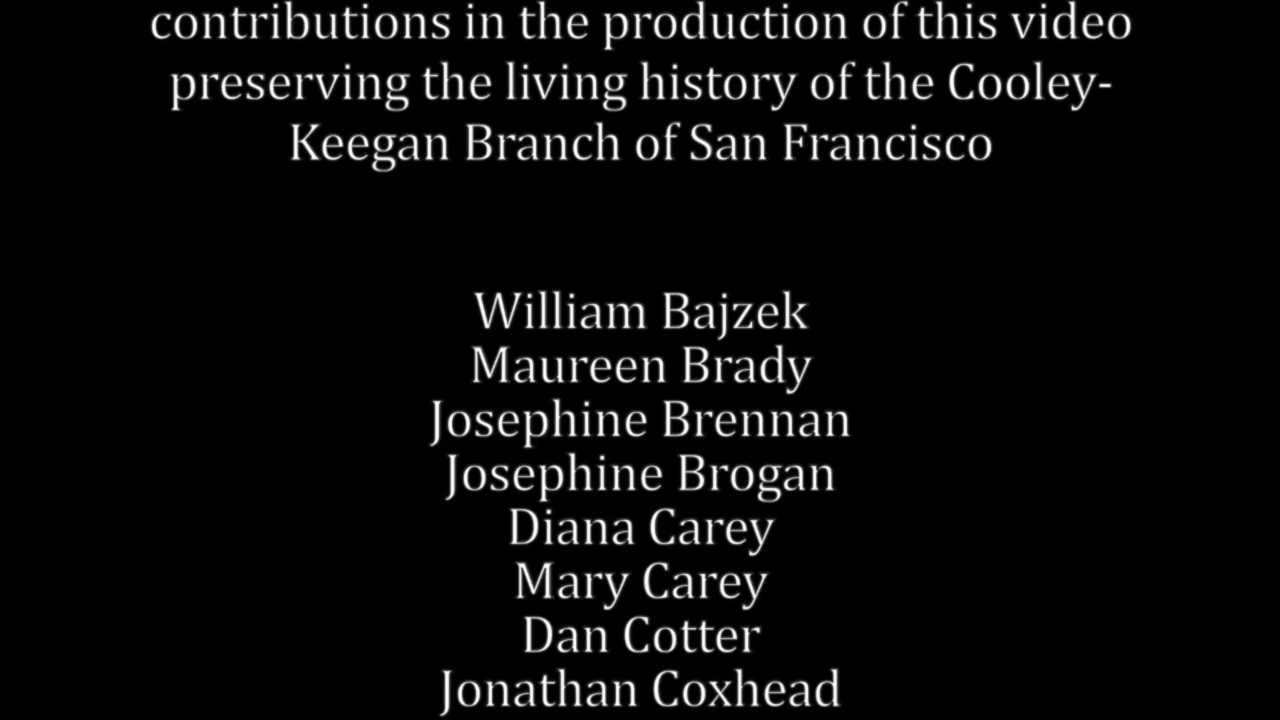 contributions in the production of this video
preserving the living history of the Cooley-
Keegan Branch of San Francisco
William Bajzek
Maureen Brady
Josephine Brennan
Josephine Brogan
Diana Carey
Mary Carey
Dan Cotter
Jonathan Coxhead